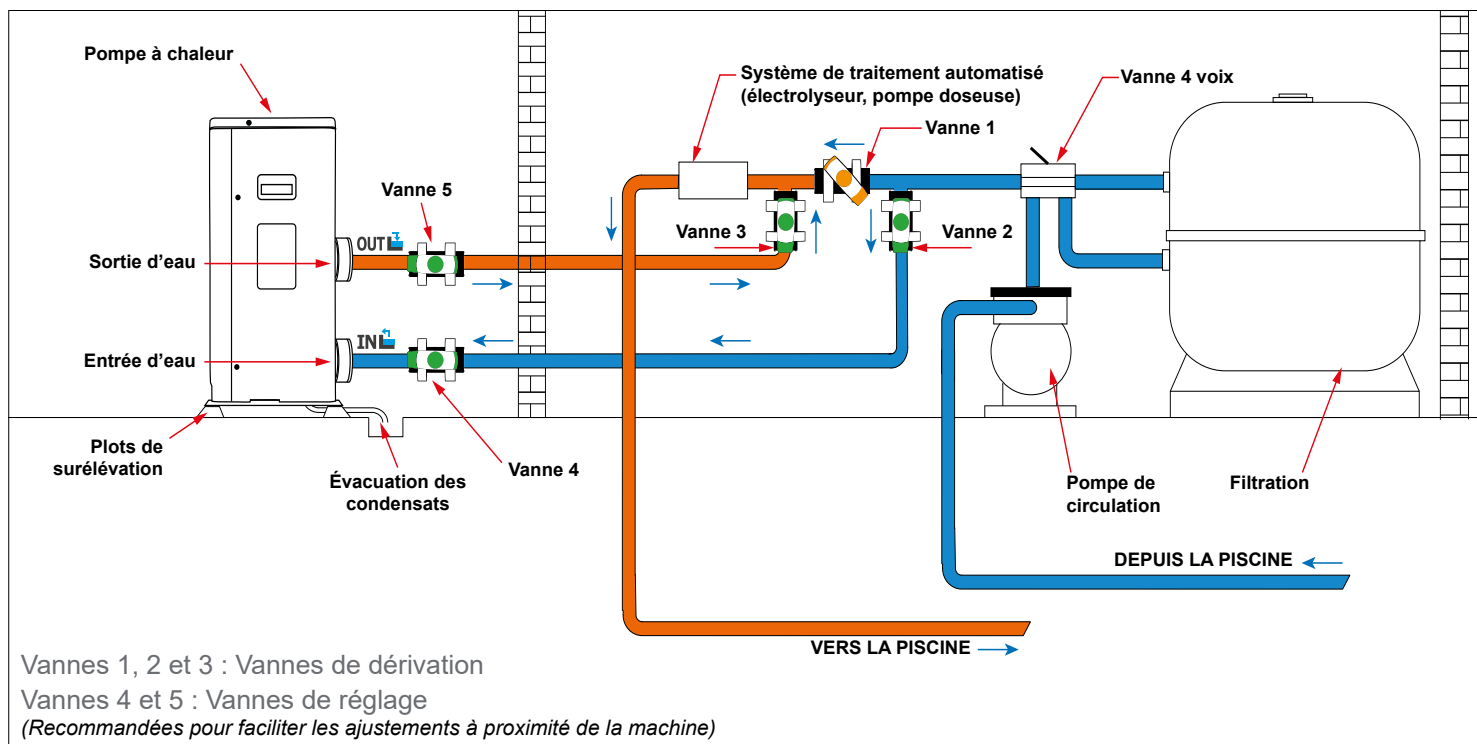 Pompe à chaleur
Système de traitement automatisé
(électrolyseur, pompe doseuse)
Vanne 4 voix
Vanne 1
Vanne 5
Vanne 3
Vanne 2
OUT
Sortie d'eau
IN
Entrée d'eau
Plots de
surélévation
Évacuation des
condensats
Vanne 4
Pompe de
circulation
Filtration
DEPUIS LA PISCINE
VERS LA PISCINE
Vannes 1, 2 et 3 : Vannes de dérivation
Vannes 4 et 5 : Vannes de réglage
(Recommandées pour faciliter les ajustements à proximité de la machine)